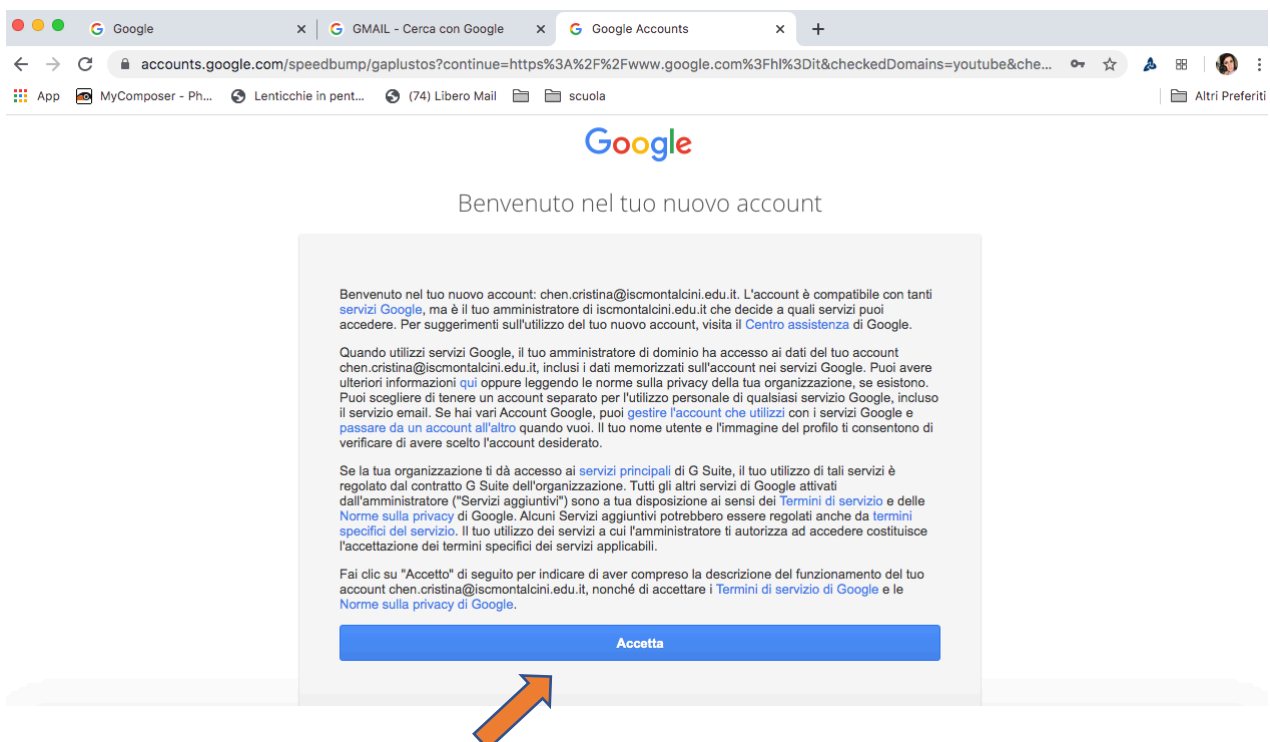 Google
GMAIL - Cerca con Google
Google Accounts
accounts.google.com/speedbump/gaplustos?continue=https%3A%2F%2Fwww.google.com%3Fhl%3Dit&checkedDomains=youtube&che...
App
MyComposer - Ph...
Lenticchie in pent...
(74) Libero Mail
scuola
Altri Preferiti
Google
Benvenuto nel tuo nuovo account
Benvenuto nel tuo nuovo account: chen.cristina@iscmontalcini.edu.it. L'account è compatibile con tanti
servizi Google, ma è il tuo amministratore di iscmontalcini.edu.it che decide a quali servizi puoi
accedere. Per suggerimenti sull'utilizzo del tuo nuovo account, visita il Centro assistenza di Google.
Quando utilizzi servizi Google, il tuo amministratore di dominio ha accesso ai dati del tuo account
chen.cristina@iscmontalcini.edu.it, inclusi i dati memorizzati sull'account nei servizi Google. Puoi avere
ulteriori informazioni qui oppure leggendo le norme sulla privacy della tua organizzazione, se esistono.
Puoi scegliere di tenere un account separato per l'utilizzo personale di qualsiasi servizio Google, incluso
il servizio email. Se hai vari Account Google, puoi gestire l'account che utilizzi con i servizi Google e
passare da un account all'altro quando vuoi. Il tuo nome utente e l'immagine del profilo ti consentono di
verificare di avere scelto l'account desiderato.
Se la tua organizzazione ti dà accesso ai servizi principali di G Suite, il tuo utilizzo di tali servizi è
regolato dal contratto G Suite dell'organizzazione. Tutti gli altri servizi di Google attivati
dall'amministratore ("Servizi aggiuntivi") sono a tua disposizione ai sensi dei Termini di servizio e delle
Norme sulla privacy di Google. Alcuni Servizi aggiuntivi potrebbero essere regolati anche da termini
specifici del servizio. Il tuo utilizzo dei servizi a cui l'amministratore ti autorizza ad accedere costituisce
l'accettazione dei termini specifici dei servizi applicabili.
Fai clic su "Accetto" di seguito per indicare di aver compreso la descrizione del funzionamento del tuo
account chen.cristina@iscmontalcini.edu.it, nonché di accettare i Termini di servizio di Google e le
Norme sulla privacy di Google.
Accetta